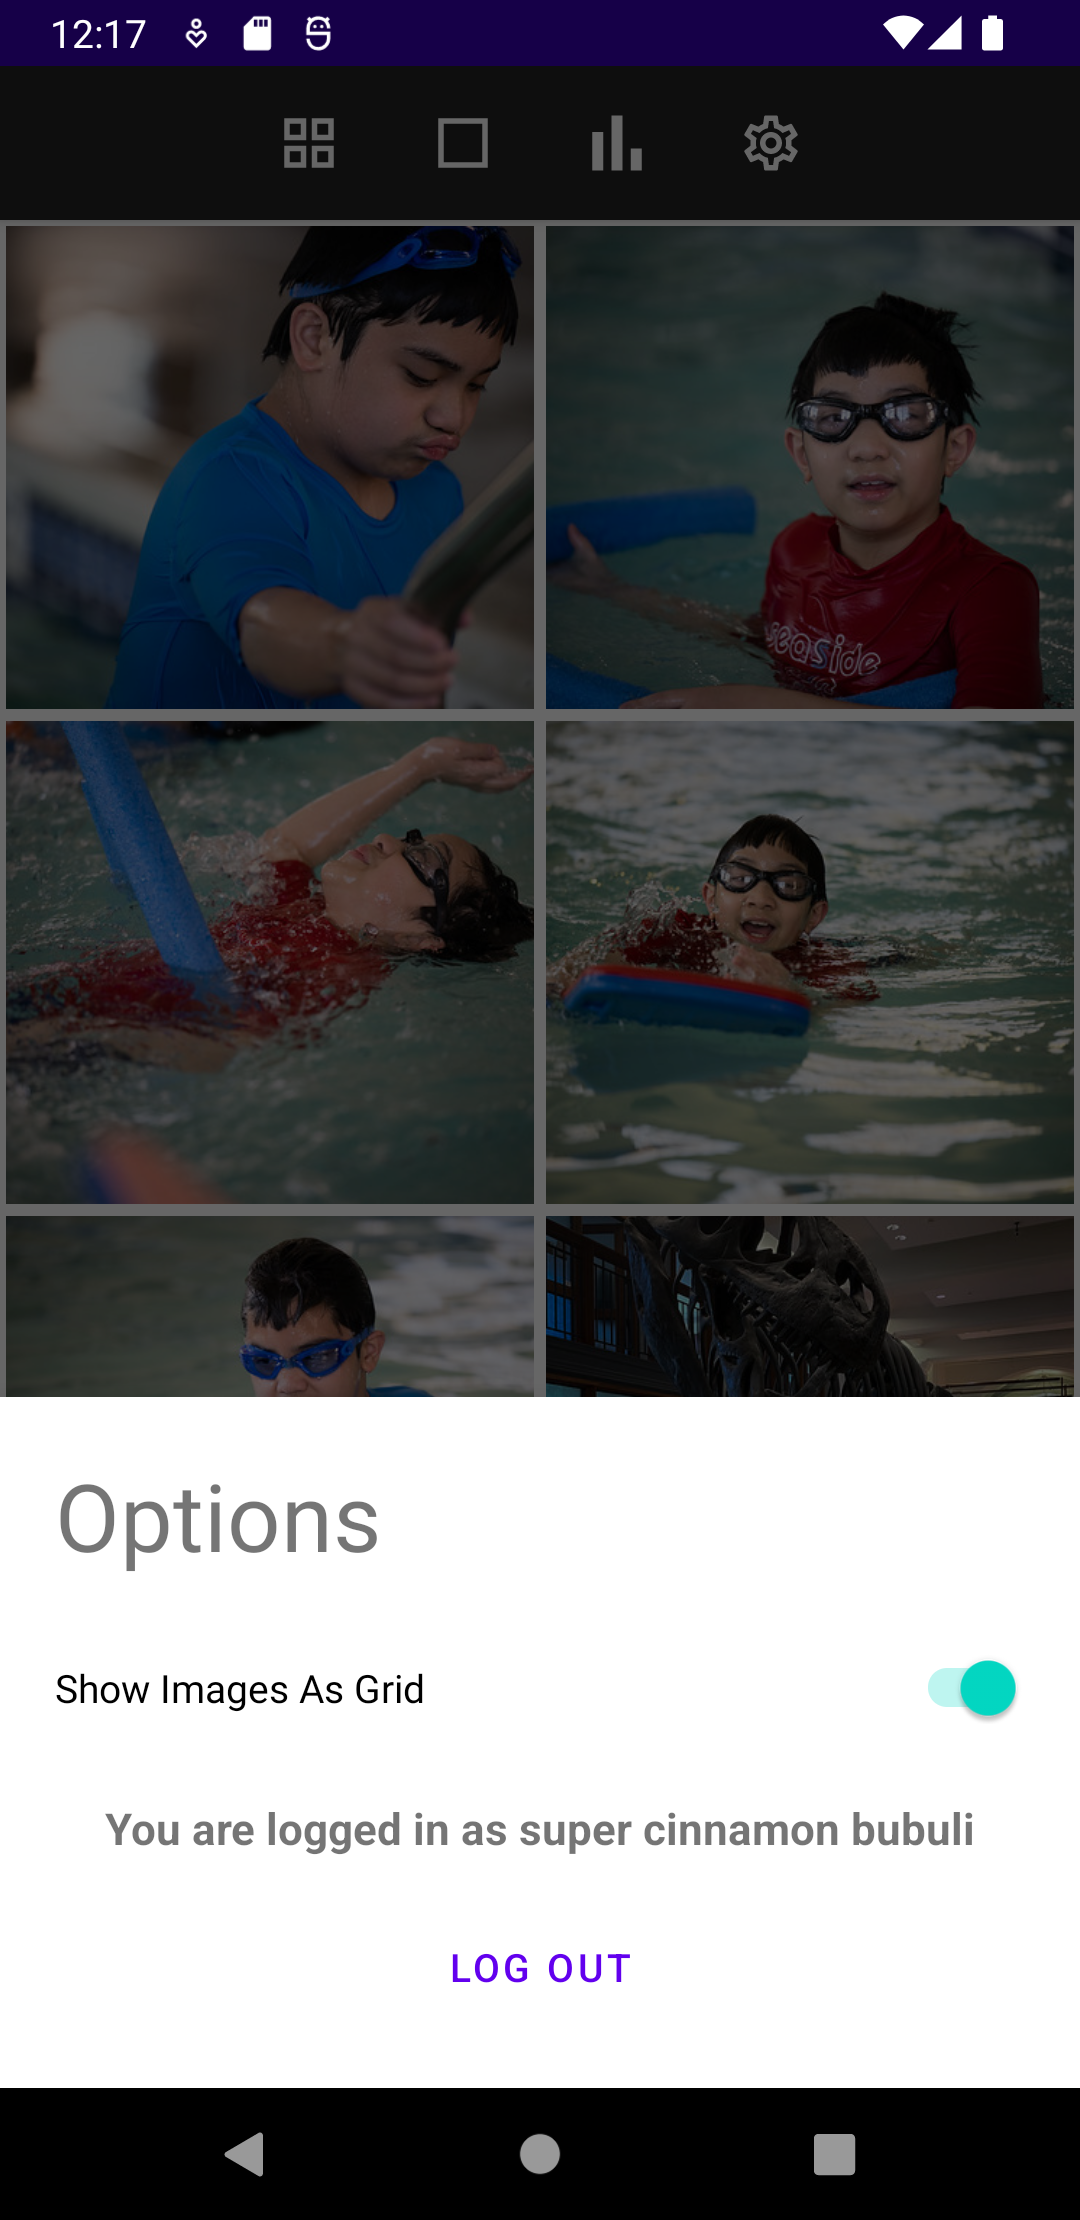 12:17
seaside
Options
Show Images As Grid
You are logged in as super cinnamon bubuli
LOG OUT